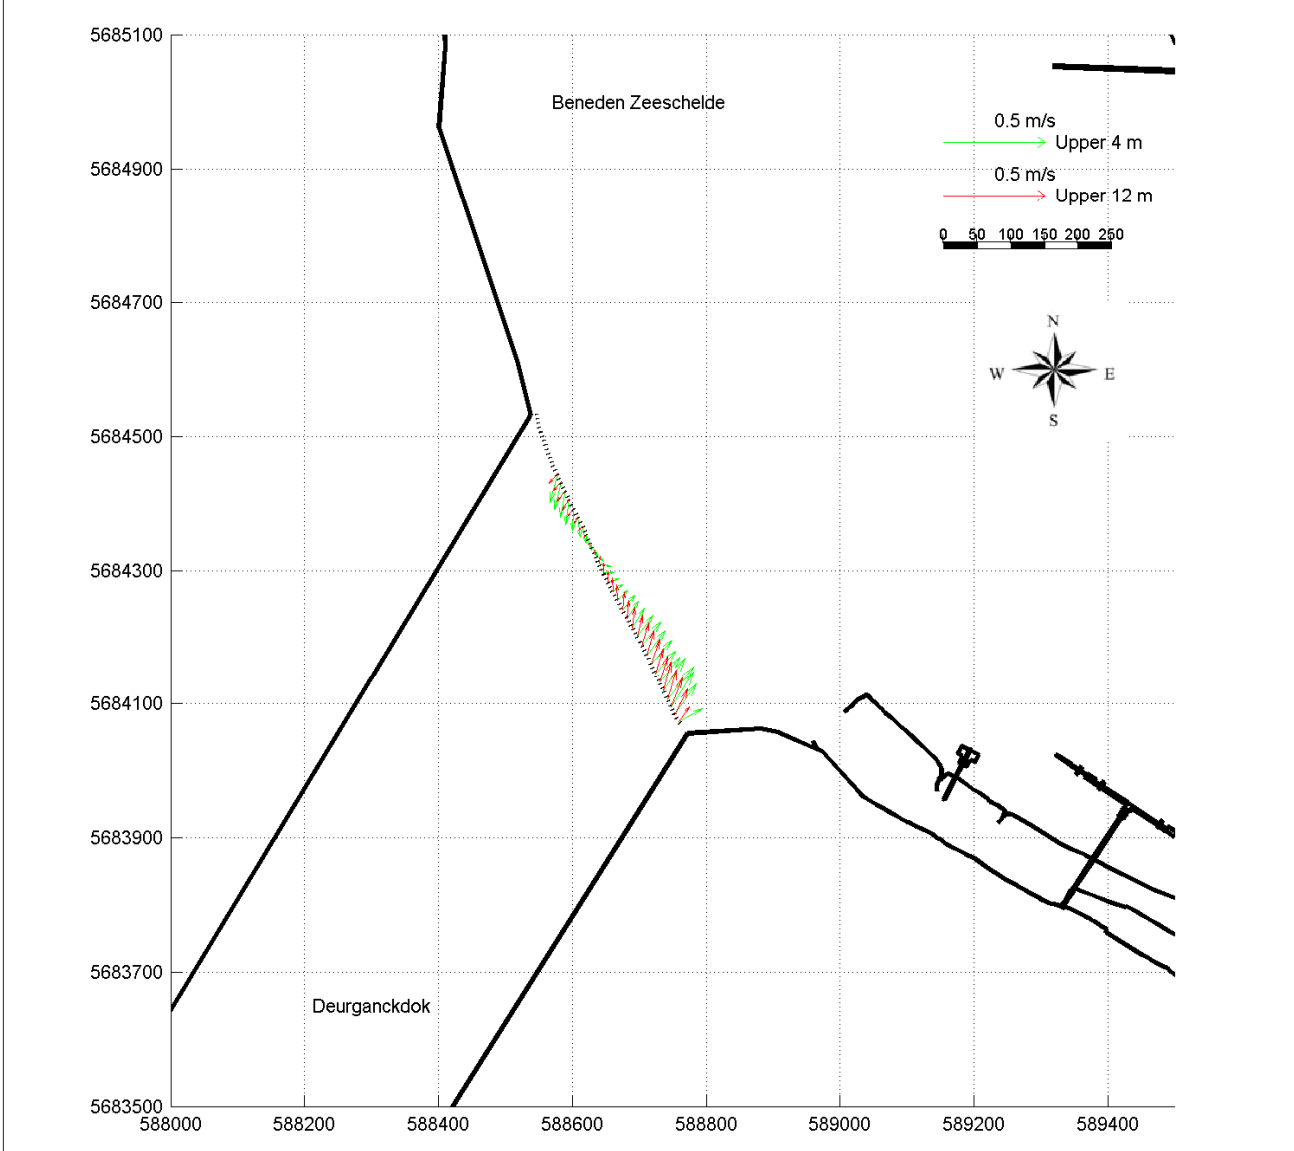 5685100
Beneden Zeeschelde
0.5 m/s
Upper 4 m
5684900
0.5 m/s
Upper 12 m
0 50 100 150 200 250
5684700
N
W E
S
5684500
5684300
5684100
5683900
5683700
Deurganckdok
5683500
588000 588200 588400 588600 588800 589000 589200 589400